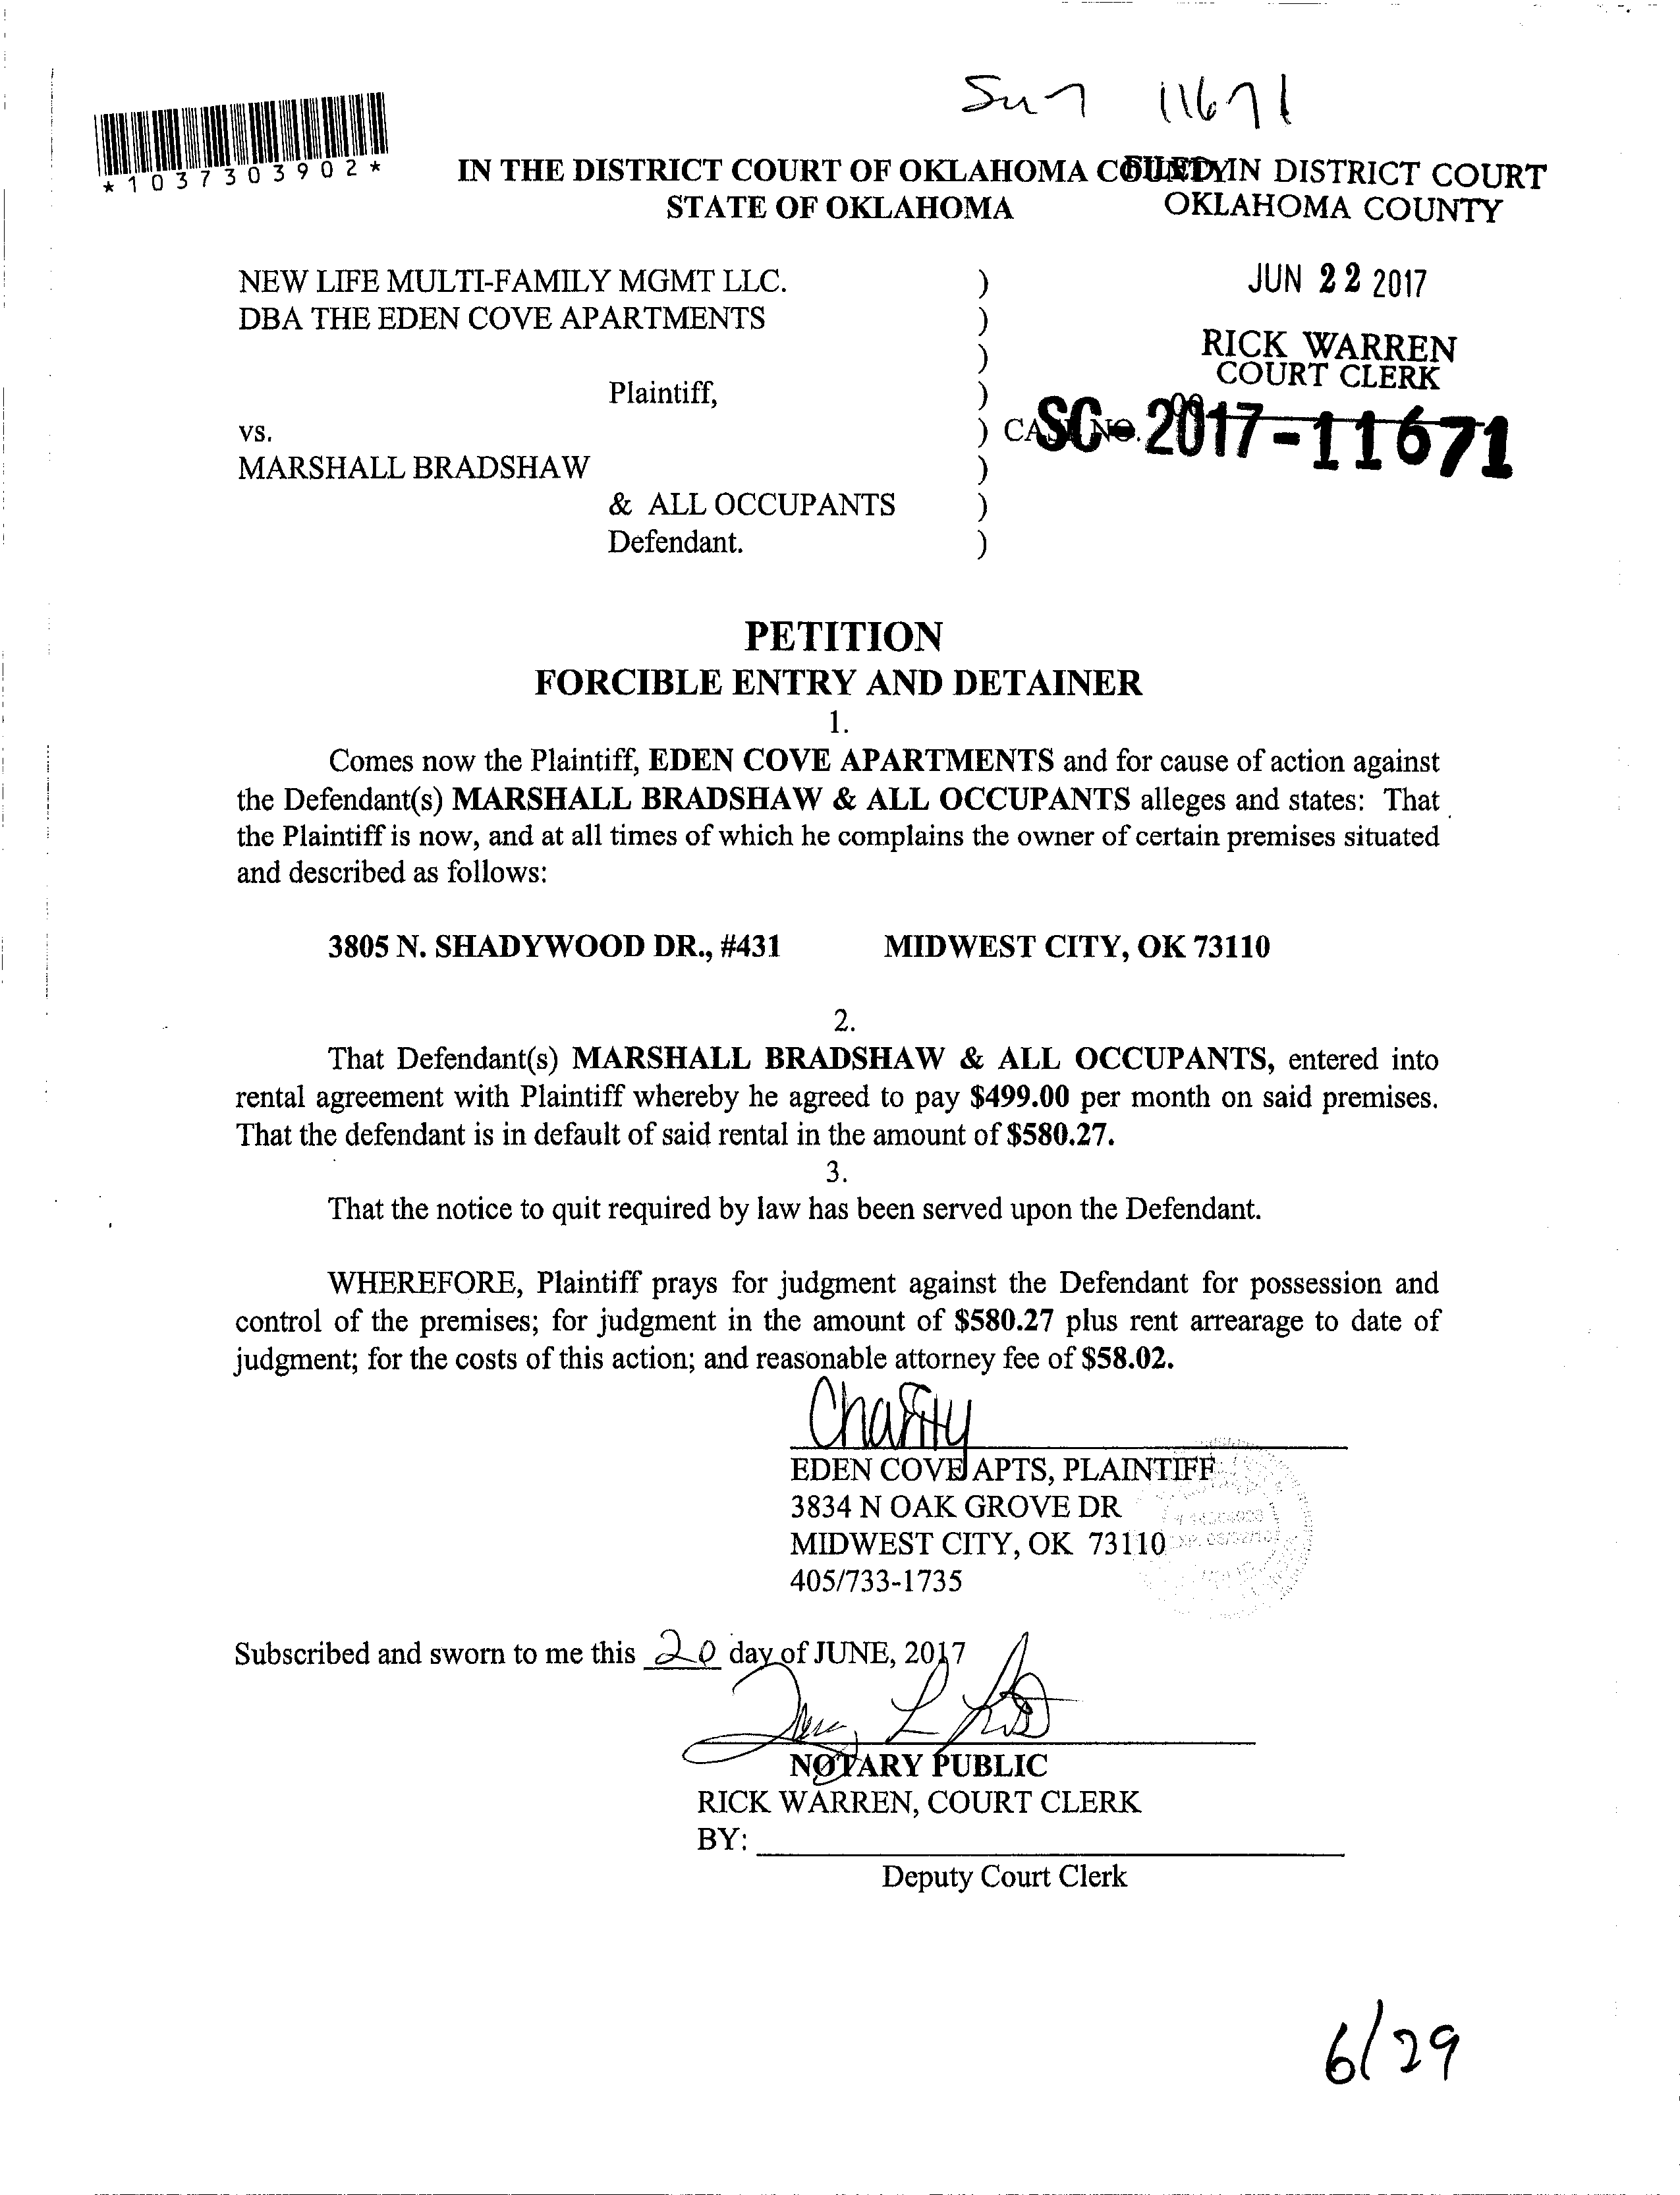 Sun 11671
*1037303902*
IN THE DISTRICT COURT OF OKLAHOMA COUNTY
STATE OF OKLAHOMA
FILED IN DISTRICT COURT
OKLAHOMA COUNTY
JUN 22 2017
RICK WARREN
COURT CLERK
NEW LIFE MULTI-FAMILY MGMT LLC. )
DBA THE EDEN COVE APARTMENTS )
)
Plaintiff, )
vs. ) CASE NO. SC-2017-11671
MARSHALL BRADSHAW )
& ALL OCCUPANTS )
Defendant. )
PETITION
FORCIBLE ENTRY AND DETAINER
1.
Comes now the Plaintiff, EDEN COVE APARTMENTS and for cause of action against
the Defendant(s) MARSHALL BRADSHAW & ALL OCCUPANTS alleges and states: That
the Plaintiff is now, and at all times of which he complains the owner of certain premises situated
and described as follows:
3805 N. SHADYWOOD DR., #431 MIDWEST CITY, OK 73110
2.
That Defendant(s) MARSHALL BRADSHAW & ALL OCCUPANTS, entered into
rental agreement with Plaintiff whereby he agreed to pay $499.00 per month on said premises.
That the defendant is in default of said rental in the amount of $580.27.
3.
That the notice to quit required by law has been served upon the Defendant.
WHEREFORE, Plaintiff prays for judgment against the Defendant for possession and
control of the premises; for judgment in the amount of $580.27 plus rent arrearage to date of
judgment; for the costs of this action; and reasonable attorney fee of $58.02.
Charity
EDEN COVE APTS, PLAINTIFF
3834 N OAK GROVE DR
MIDWEST CITY, OK 73110
405/733-1735
Subscribed and sworn to me this 20 day of JUNE, 2017
NOTARY PUBLIC
RICK WARREN, COURT CLERK
BY:
Deputy Court Clerk
6/29